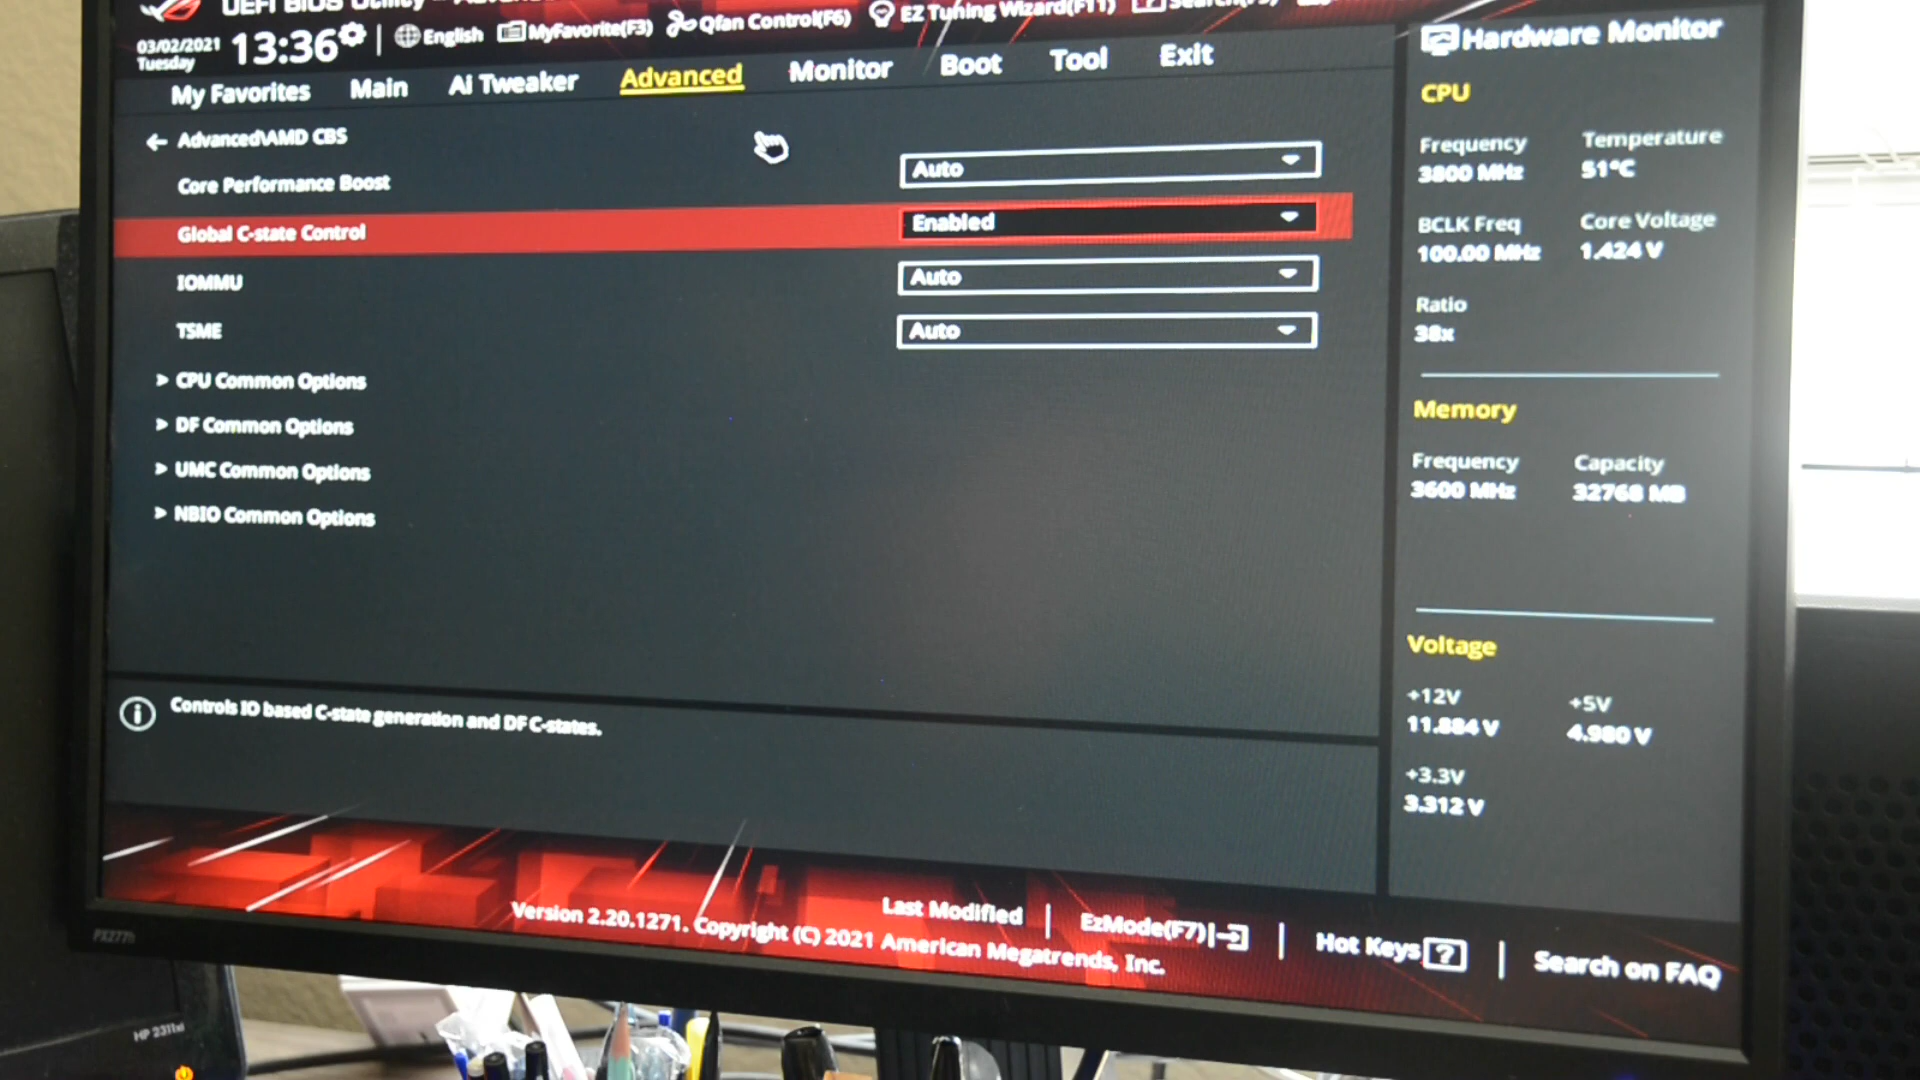 UEFI BIOS Utility
03/02/2021
Tuesday
13:36
English
MyFavorite(F3)
Qfan Control(F6)
EZ Tuning Wizard(F11)
My Favorites
Main
Ai Tweaker
Advanced
Monitor
Boot
Tool
Exit
Advanced\AMD CBS
Core Performance Boost
Auto
Global C-state Control
Enabled
IOMMU
Auto
TSME
Auto
> CPU Common Options
> DF Common Options
> UMC Common Options
> NBIO Common Options
Controls IO based C-state generation and DF C-states.
Hardware Monitor
CPU
Frequency
Temperature
3800 MHz
51°C
BCLK Freq
Core Voltage
100.00 MHz
1.424 V
Ratio
38x
Memory
Frequency
Capacity
3600 MHz
32768 MB
Voltage
+12V
+5V
11.884 V
4.980 V
+3.3V
3.312 V
Last Modified
EzMode(F7)
Hot Keys ?
Search on FAQ
Version 2.20.1271. Copyright (C) 2021 American Megatrends, Inc.
PX277h
HP 2311xi